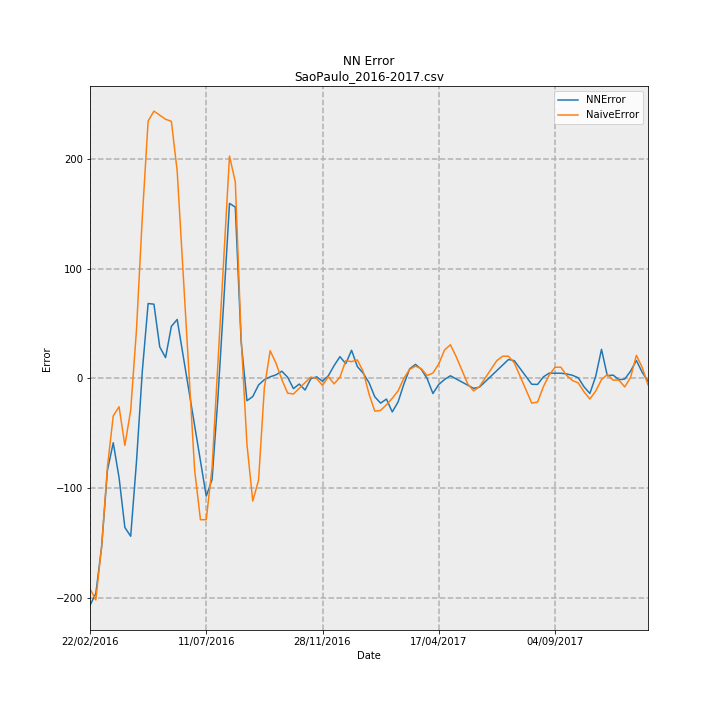 NN Error
SaoPaulo_2016-2017.csv
NNError
NaiveError
200
100
0
−100
−200
Error
22/02/2016
11/07/2016
28/11/2016
17/04/2017
04/09/2017
Date